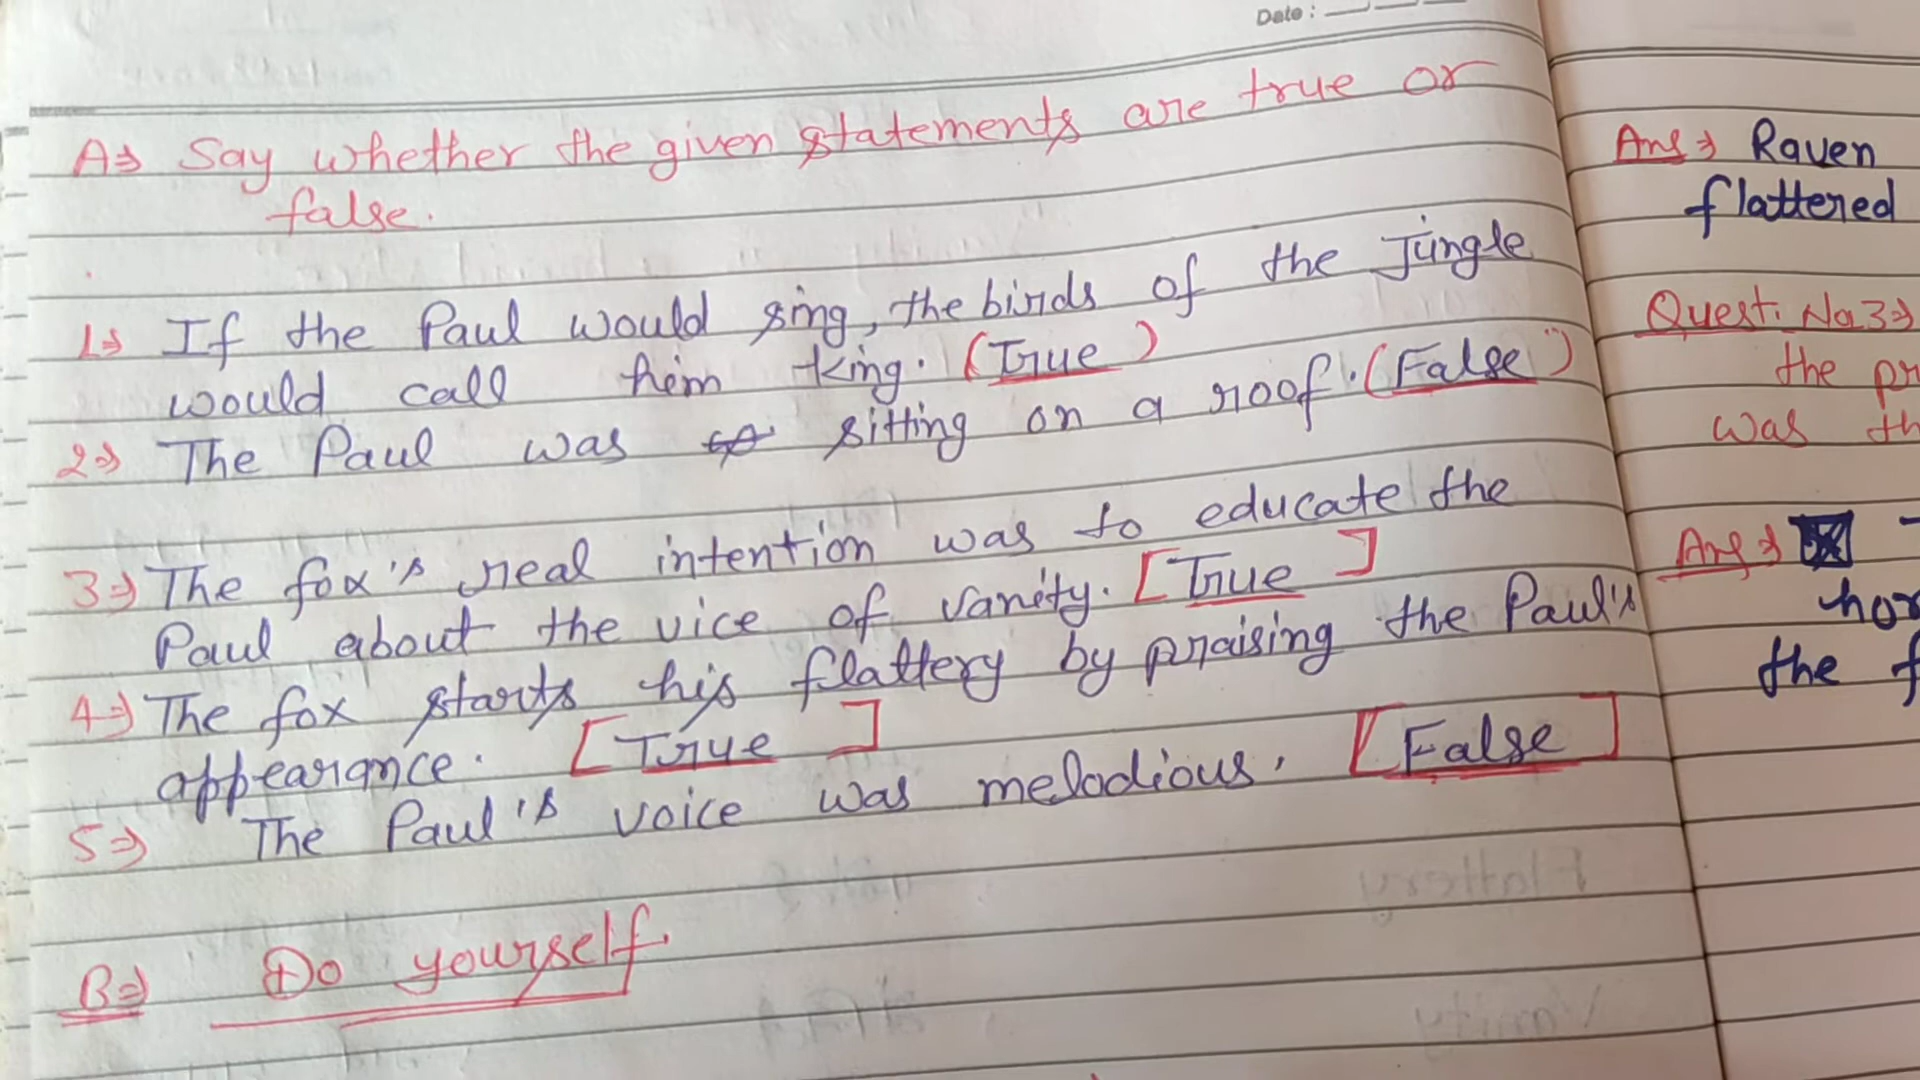 Date :
A⇒ Say whether the given statements are true or
false.
1⇒ If the Paul would sing, the birds of the Jungle
would call him king. (True)
2⇒ The Paul was sitting on a roof. (False)
3⇒ The fox's real intention was to educate the
Paul about the vice of vanity. [True]
4⇒ The fox starts his flattery by praising the Paul's
appearance. [True]
5⇒ The Paul's voice was melodious. [False]
B⇒ Do yourself.
Ans⇒ Raven
flattered
Quest: No 3⇒
the
was
Ans⇒
the